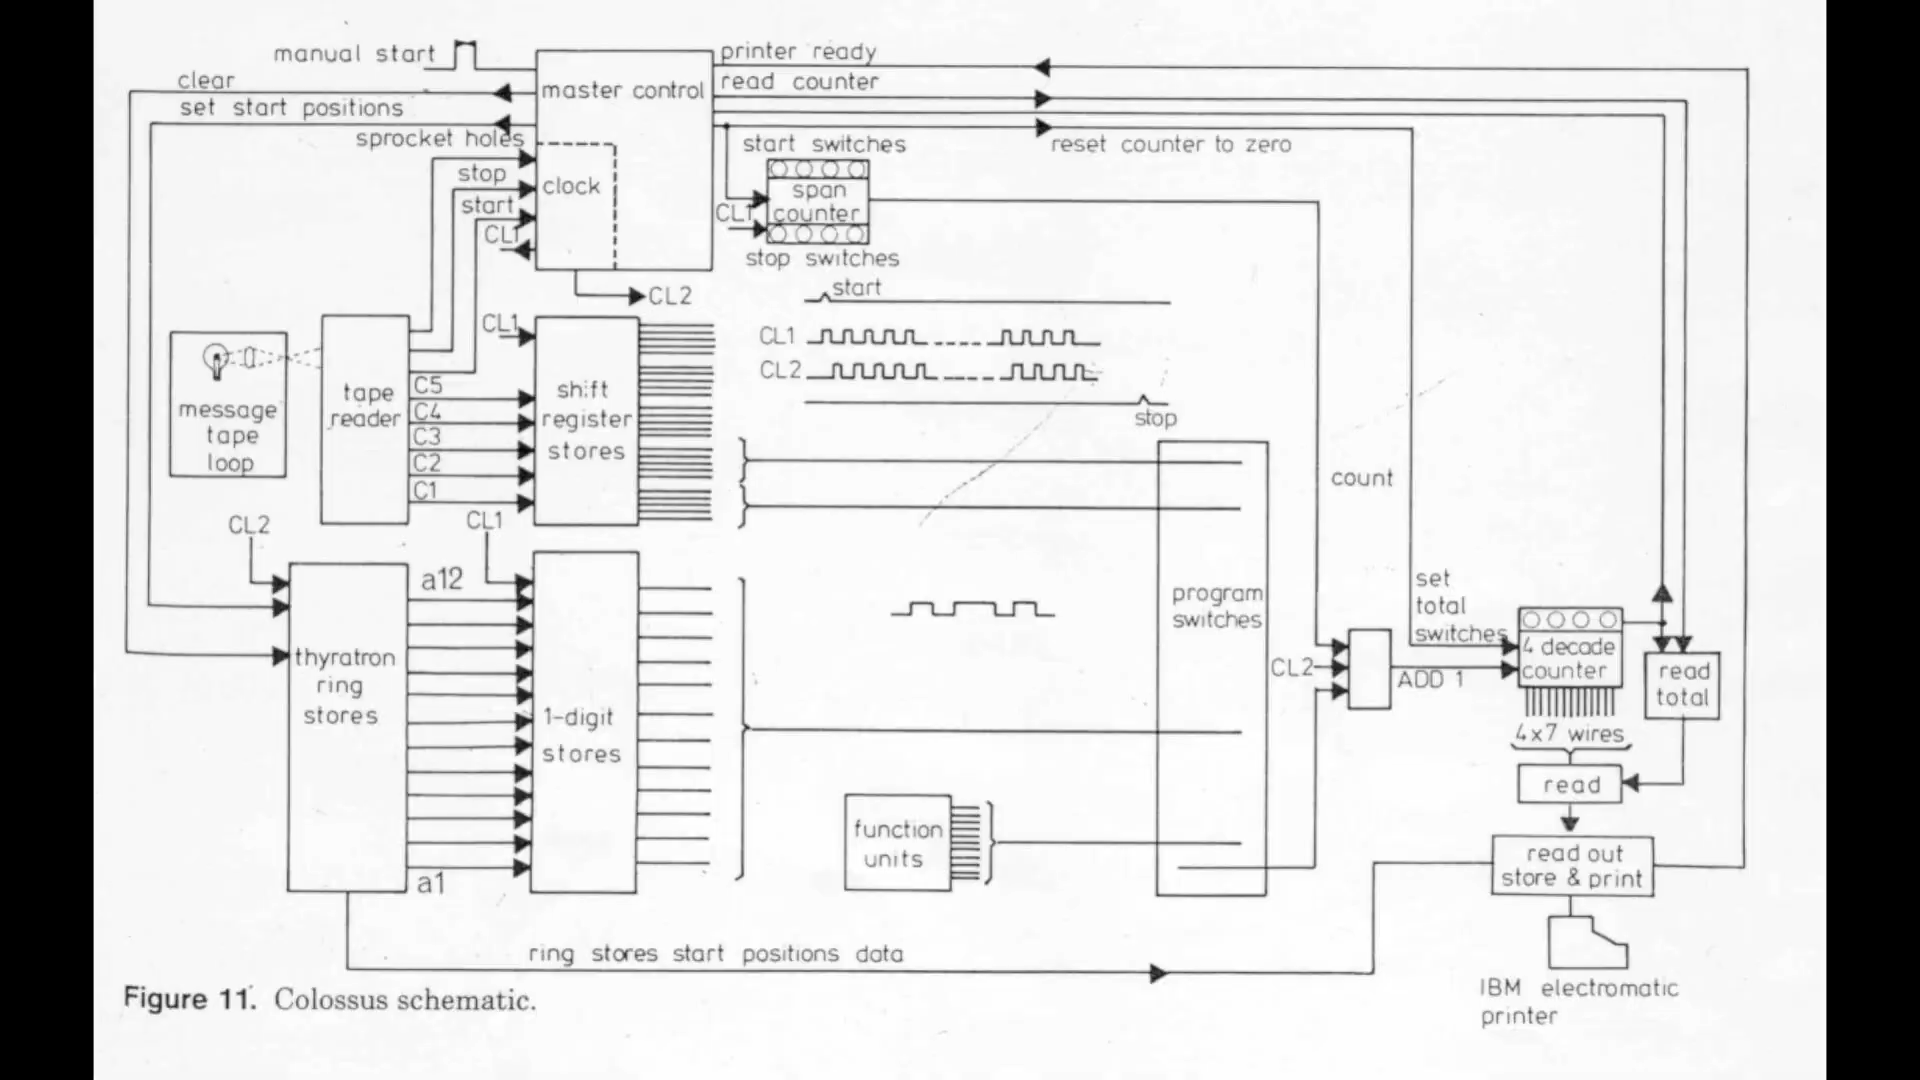 manual start
clear
set start positions
sprocket holes
stop
start
CL1
master control
clock
CL2
printer ready
read counter
reset counter to zero
start switches
span
counter
CL1
stop switches
start
CL1
CL2
stop
message
tape
loop
tape
reader
C5
C4
C3
C2
C1
CL1
shift
register
stores
CL2
CL1
a12
thyratron
ring
stores
a1
1-digit
stores
function
units
program
switches
count
CL2
ADD 1
set
total
switches
4 decade
counter
read
total
4x7 wires
read
read out
store & print
ring stores start positions data
IBM electromatic
printer
Figure 11. Colossus schematic.